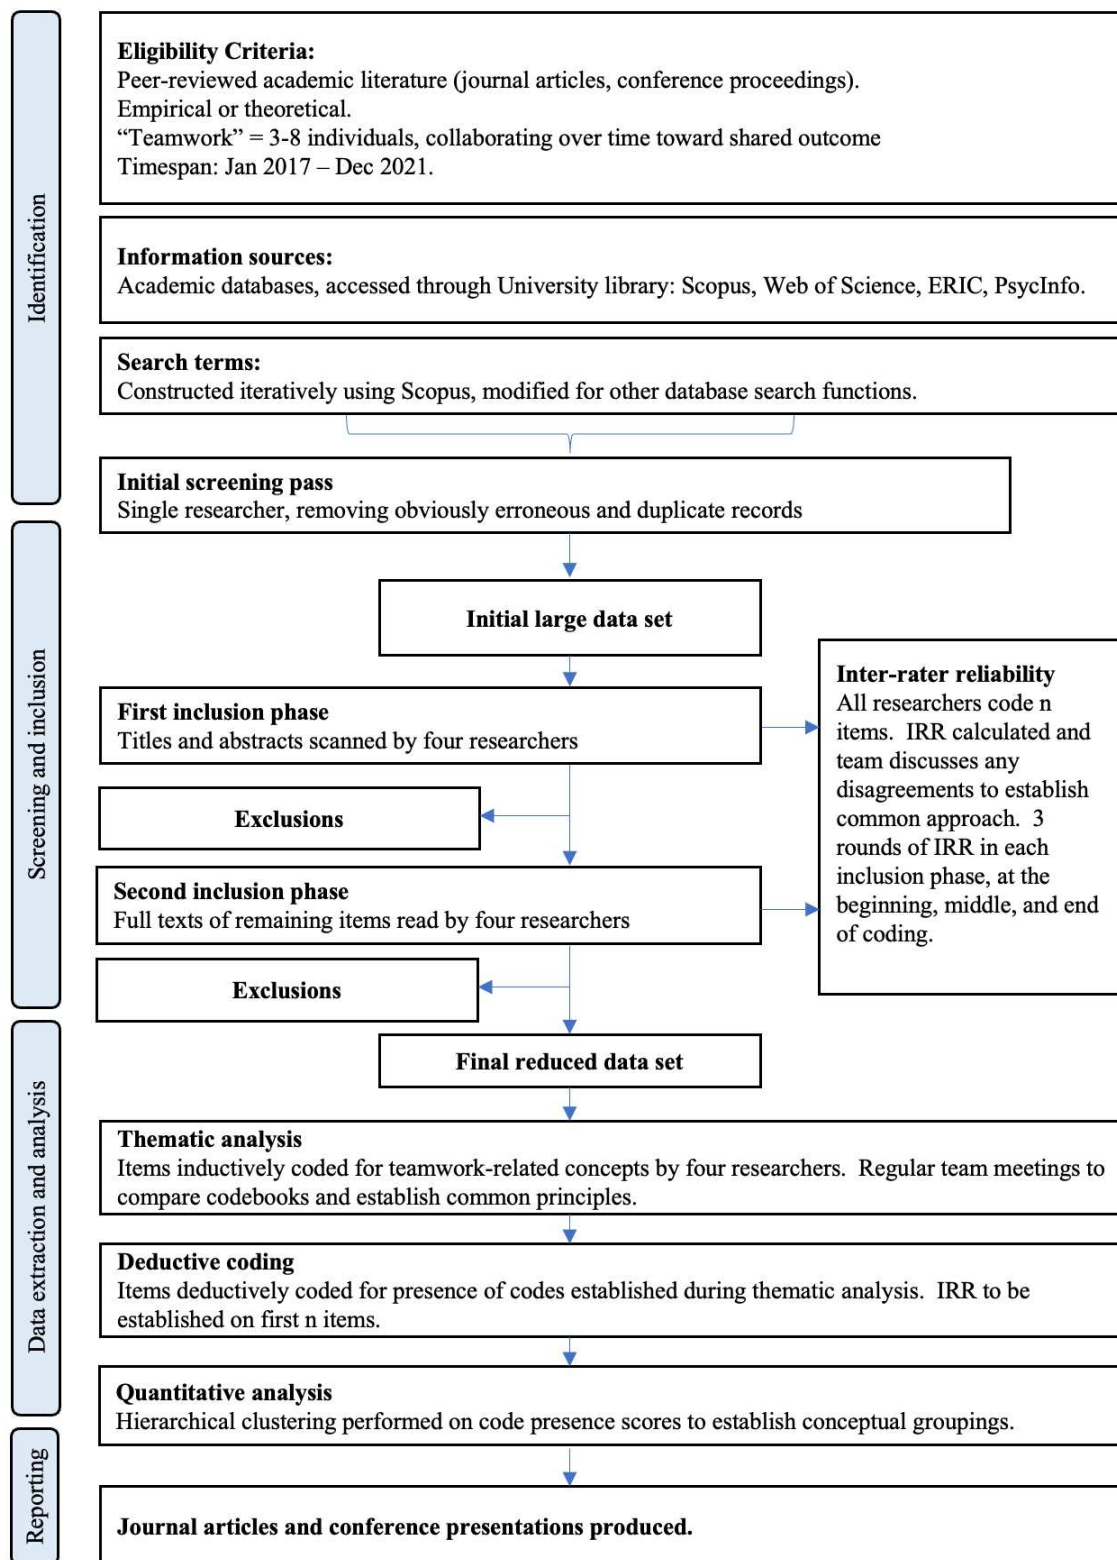 Identification
Eligibility Criteria:
Peer-reviewed academic literature (journal articles, conference proceedings).
Empirical or theoretical.
“Teamwork” = 3-8 individuals, collaborating over time toward shared outcome
Timespan: Jan 2017 – Dec 2021.
Information sources:
Academic databases, accessed through University library: Scopus, Web of Science, ERIC, PsycInfo.
Search terms:
Constructed iteratively using Scopus, modified for other database search functions.
Initial screening pass
Single researcher, removing obviously erroneous and duplicate records
Screening and inclusion
Initial large data set
First inclusion phase
Titles and abstracts scanned by four researchers
Exclusions
Second inclusion phase
Full texts of remaining items read by four researchers
Exclusions
Inter-rater reliability
All researchers code n
items.  IRR calculated and
team discusses any
disagreements to establish
common approach.  3
rounds of IRR in each
inclusion phase, at the
beginning, middle, and end
of coding.
Data extraction and analysis
Final reduced data set
Thematic analysis
Items inductively coded for teamwork-related concepts by four researchers.  Regular team meetings to
compare codebooks and establish common principles.
Deductive coding
Items deductively coded for presence of codes established during thematic analysis.  IRR to be
established on first n items.
Quantitative analysis
Hierarchical clustering performed on code presence scores to establish conceptual groupings.
Reporting
Journal articles and conference presentations produced.